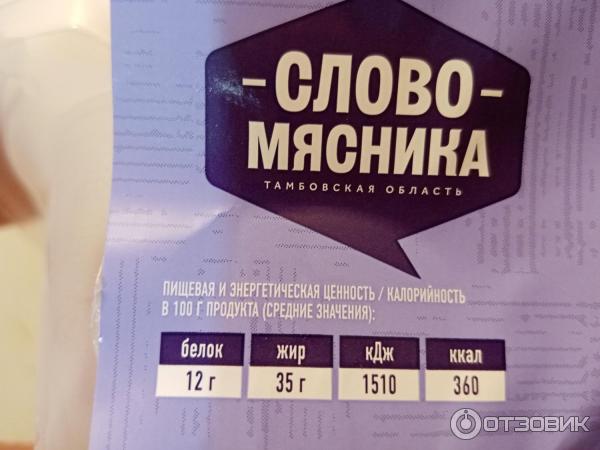 - СЛОВО -
МЯСНИКА
ТАМБОВСКАЯ ОБЛАСТЬ
ПИЩЕВАЯ И ЭНЕРГЕТИЧЕСКАЯ ЦЕННОСТЬ / КАЛОРИЙНОСТЬ
В 100 Г ПРОДУКТА (СРЕДНИЕ ЗНАЧЕНИЯ):
белок жир кДж ккал
12 г 35 г 1510 360
ОТЗОВИК